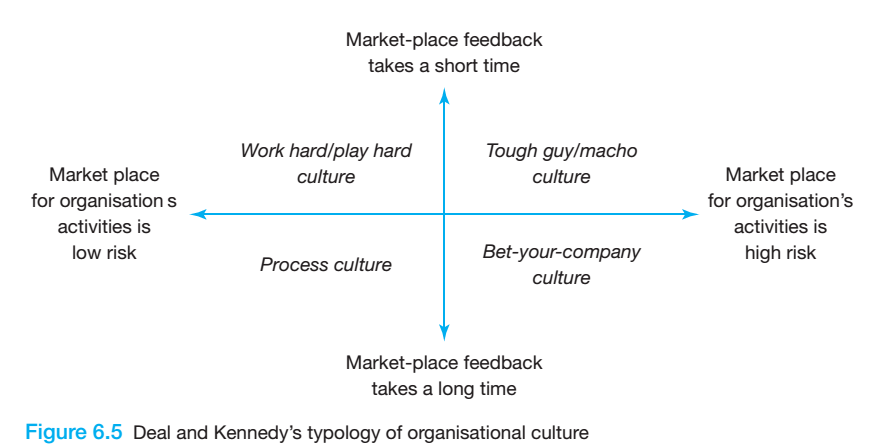 Market-place feedback
takes a short time
Work hard/play hard
culture
Tough guy/macho
culture
Market place
for organisation s
activities is
low risk
Market place
for organisation's
activities is
high risk
Process culture
Bet-your-company
culture
Market-place feedback
takes a long time
Figure 6.5 Deal and Kennedy's typology of organisational culture